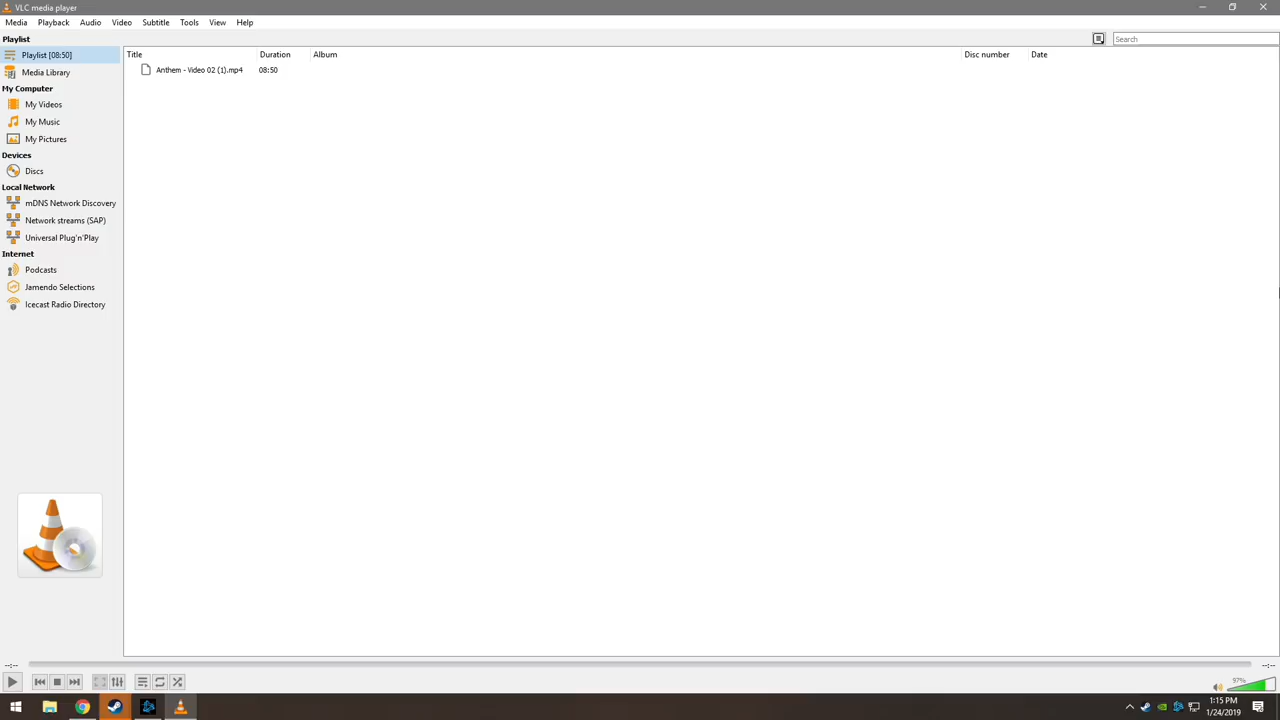 VLC media player
Media Playback Audio Video Subtitle Tools View Help
Playlist
Search
Playlist [08:50]
Title Duration Album Disc number Date
Anthem - Video 02 (1).mp4 08:50
Media Library
My Computer
My Videos
My Music
My Pictures
Devices
Discs
Local Network
mDNS Network Discovery
Network streams (SAP)
Universal Plug'n'Play
Internet
Podcasts
Jamendo Selections
Icecast Radio Directory
--:-- --:--
97%
1:15 PM
1/24/2019